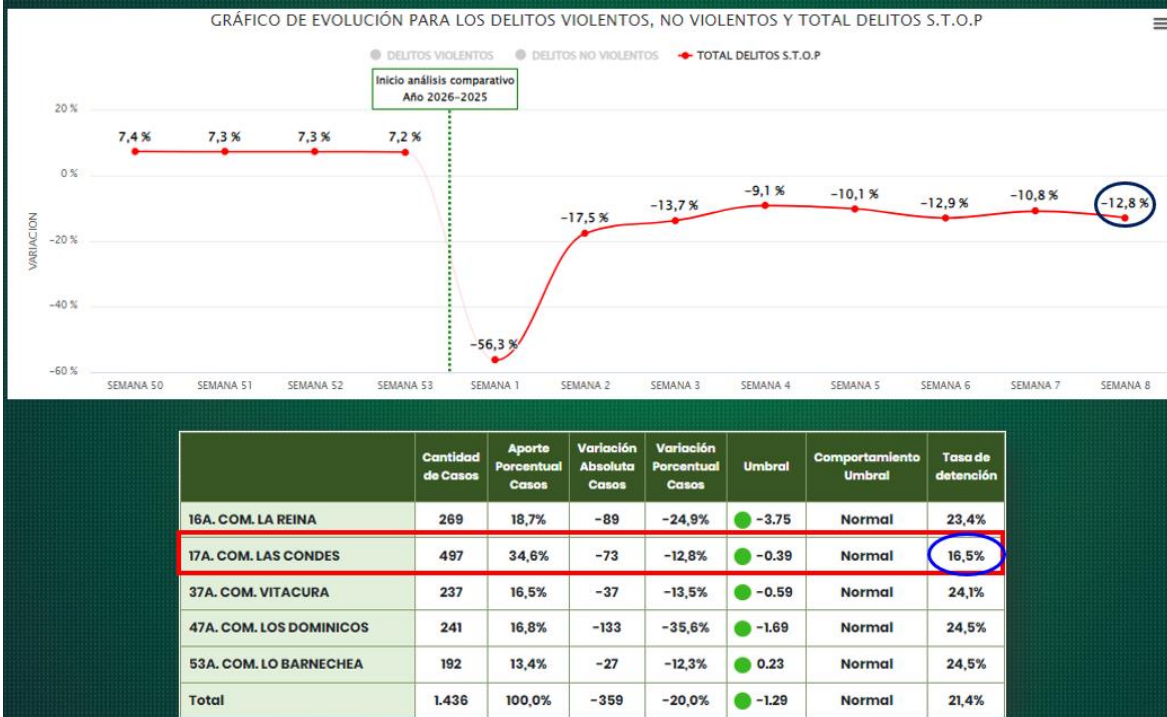 GRÁFICO DE EVOLUCIÓN PARA LOS DELITOS VIOLENTOS, NO VIOLENTOS Y TOTAL DELITOS S.T.O.P
DELITOS VIOLENTOS DELITOS NO VIOLENTOS TOTAL DELITOS S.T.O.P
Inicio análisis comparativo
Año 2026-2025
20 %
0 %
-20 %
-40 %
-60 %
VARIACION
7,4 % 7,3 % 7,3 % 7,2 % -56,3 % -17,5 % -13,7 % -9,1 % -10,1 % -12,9 % -10,8 % -12,8 %
SEMANA 50 SEMANA 51 SEMANA 52 SEMANA 53 SEMANA 1 SEMANA 2 SEMANA 3 SEMANA 4 SEMANA 5 SEMANA 6 SEMANA 7 SEMANA 8
Cantidad de Casos Aporte Porcentual Casos Variación Absoluta Casos Variación Porcentual Casos Umbral Comportamiento Umbral Tasa de detención
16A. COM. LA REINA 269 18,7% -89 -24,9% -3.75 Normal 23,4%
17A. COM. LAS CONDES 497 34,6% -73 -12,8% -0.39 Normal 16,5%
37A. COM. VITACURA 237 16,5% -37 -13,5% -0.59 Normal 24,1%
47A. COM. LOS DOMINICOS 241 16,8% -133 -35,6% -1.69 Normal 24,5%
53A. COM. LO BARNECHEA 192 13,4% -27 -12,3% 0.23 Normal 24,5%
Total 1.436 100,0% -359 -20,0% -1.29 Normal 21,4%